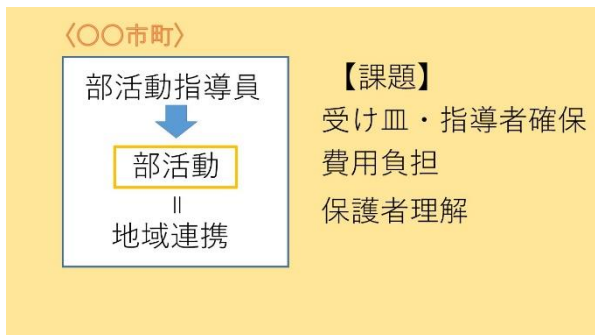 〈〇〇市町〉
部活動指導員
部活動
＝
地域連携
【課題】
受け皿・指導者確保
費用負担
保護者理解